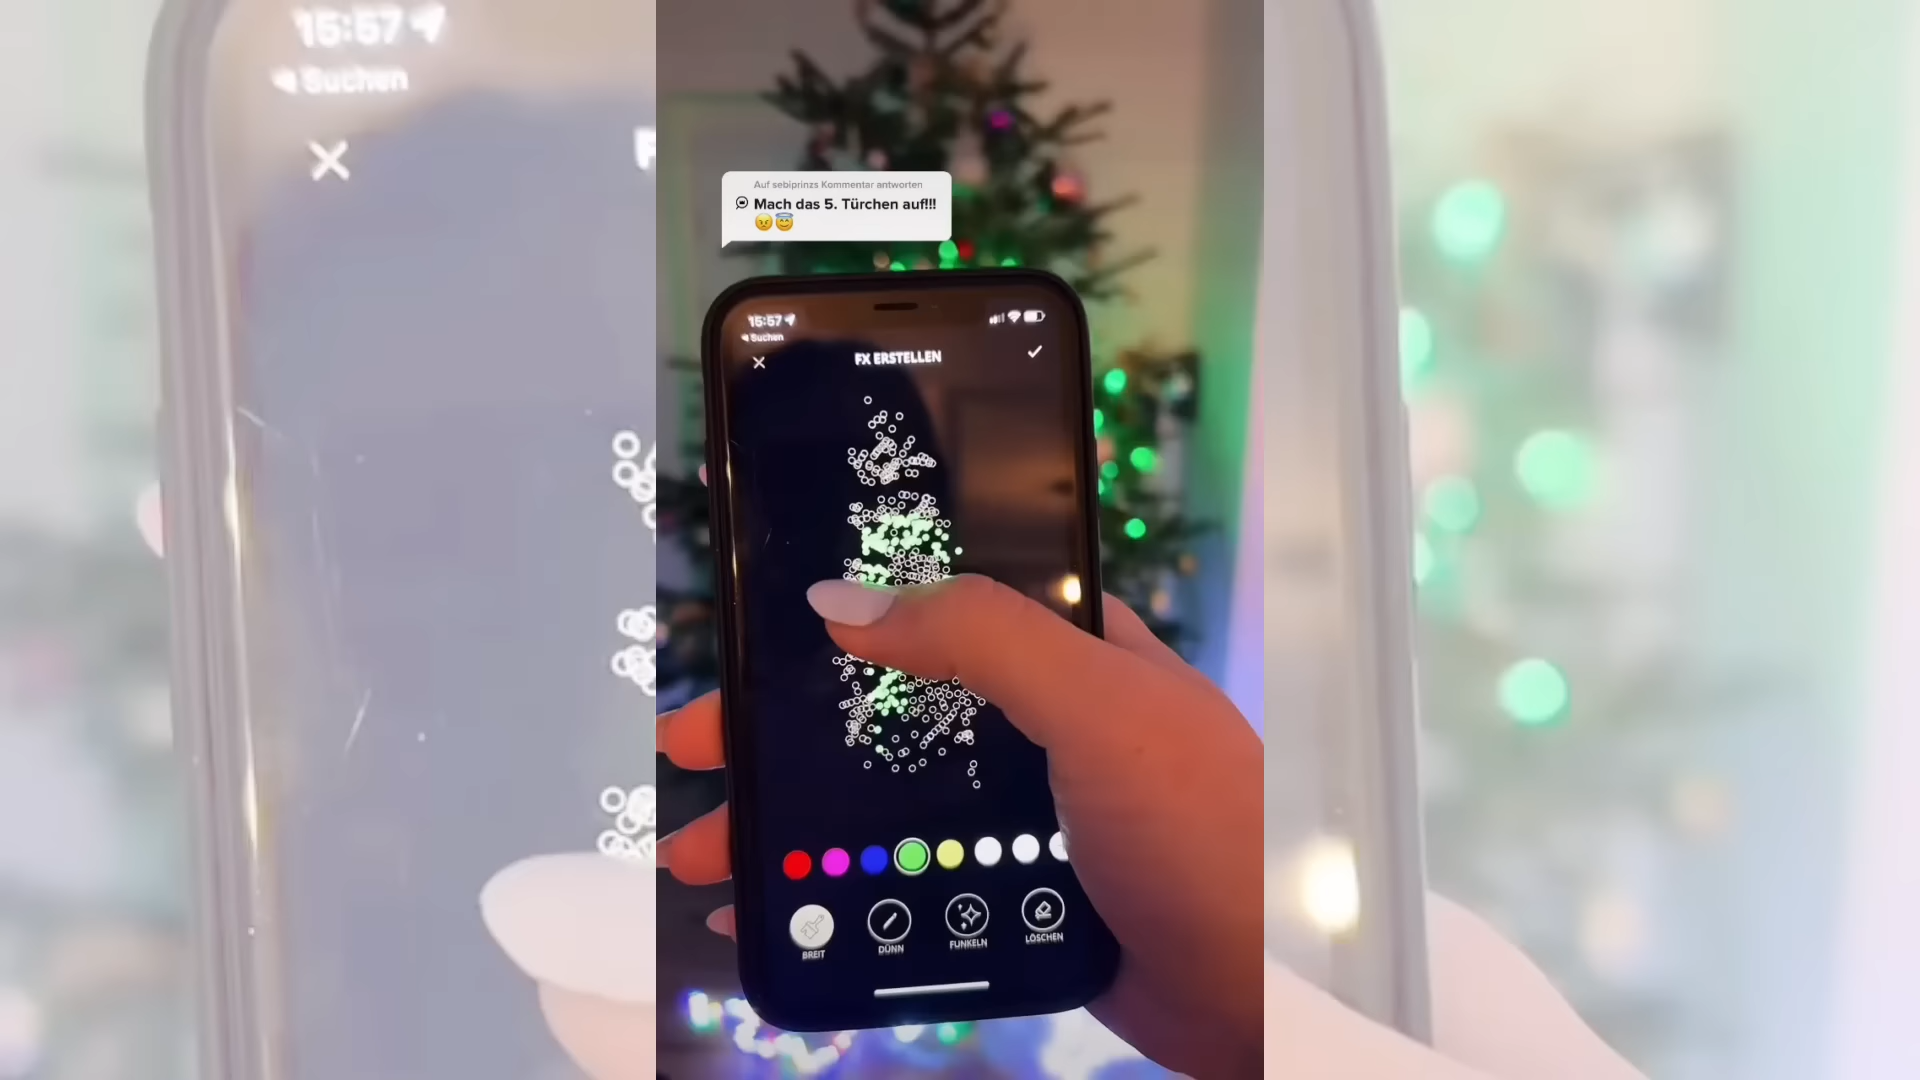 15:57
Suchen
Auf sebiprinzs Kommentar antworten
Mach das 5. Türchen auf!!!
😠😇
15:57
Suchen
FX ERSTELLEN
BREIT
DÜNN
FUNKELN
LÖSCHEN